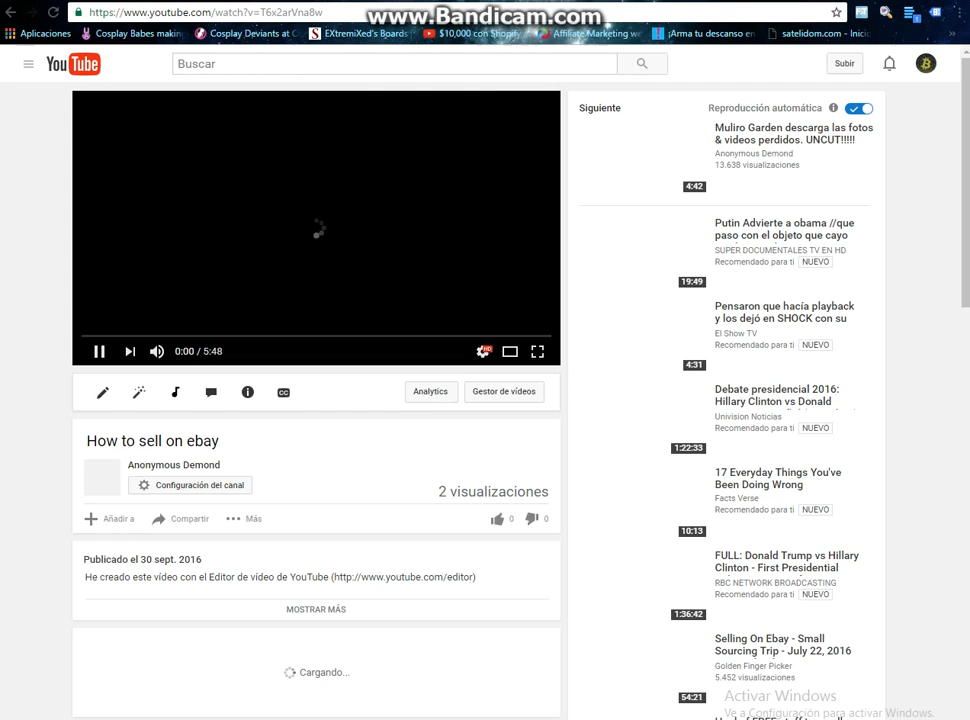 https://www.youtube.com/watch?v=T6x2arVna8w
www.Bandicam.com
Aplicaciones
Cosplay Babes making
Cosplay Deviants at C
EXtremiXed's Boards
$10,000 con Shopify
Affiliate Marketing we
¡Arma tu descanso en
satelidom.com - Inicio
YouTube
Buscar
Subir
Siguiente
Reproducción automática
Muliro Garden descarga las fotos
& videos perdidos. UNCUT!!!!!
Anonymous Demond
13.638 visualizaciones
4:42
Putin Advierte a obama //que
paso con el objeto que cayo
SUPER DOCUMENTALES TV EN HD
Recomendado para ti NUEVO
19:49
Pensaron que hacía playback
y los dejó en SHOCK con su
El Show TV
Recomendado para ti NUEVO
4:31
Debate presidencial 2016:
Hillary Clinton vs Donald
Univision Noticias
Recomendado para ti NUEVO
1:22:33
17 Everyday Things You've
Been Doing Wrong
Facts Verse
Recomendado para ti NUEVO
10:13
FULL: Donald Trump vs Hillary
Clinton - First Presidential
RBC NETWORK BROADCASTING
Recomendado para ti NUEVO
1:36:42
Selling On Ebay - Small
Sourcing Trip - July 22, 2016
Golden Finger Picker
5.452 visualizaciones
54:21
0:00 / 5:48
HD
CC
Analytics
Gestor de vídeos
How to sell on ebay
Anonymous Demond
Configuración del canal
2 visualizaciones
Añadir a
Compartir
Más
0
0
Publicado el 30 sept. 2016
He creado este vídeo con el Editor de vídeo de YouTube (http://www.youtube.com/editor)
MOSTRAR MÁS
Cargando...
Activar Windows
Ve a Configuración para activar Windows.